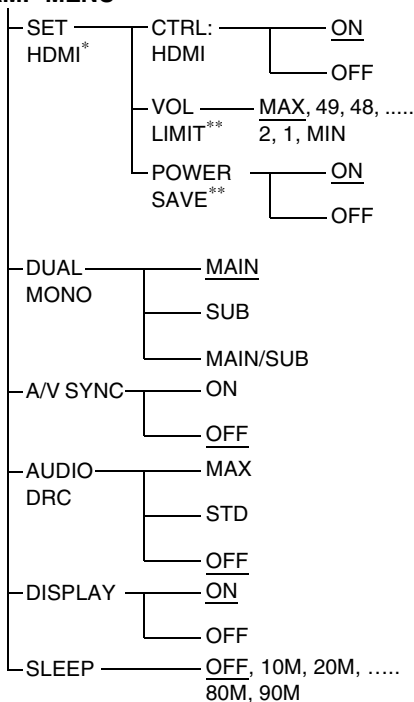 SET HDMI*
CTRL: HDMI
ON
OFF
VOL LIMIT**
MAX, 49, 48, .....
2, 1, MIN
POWER SAVE**
ON
OFF
DUAL MONO
MAIN
SUB
MAIN/SUB
A/V SYNC
ON
OFF
AUDIO DRC
MAX
STD
OFF
DISPLAY
ON
OFF
SLEEP
OFF, 10M, 20M, .....
80M, 90M